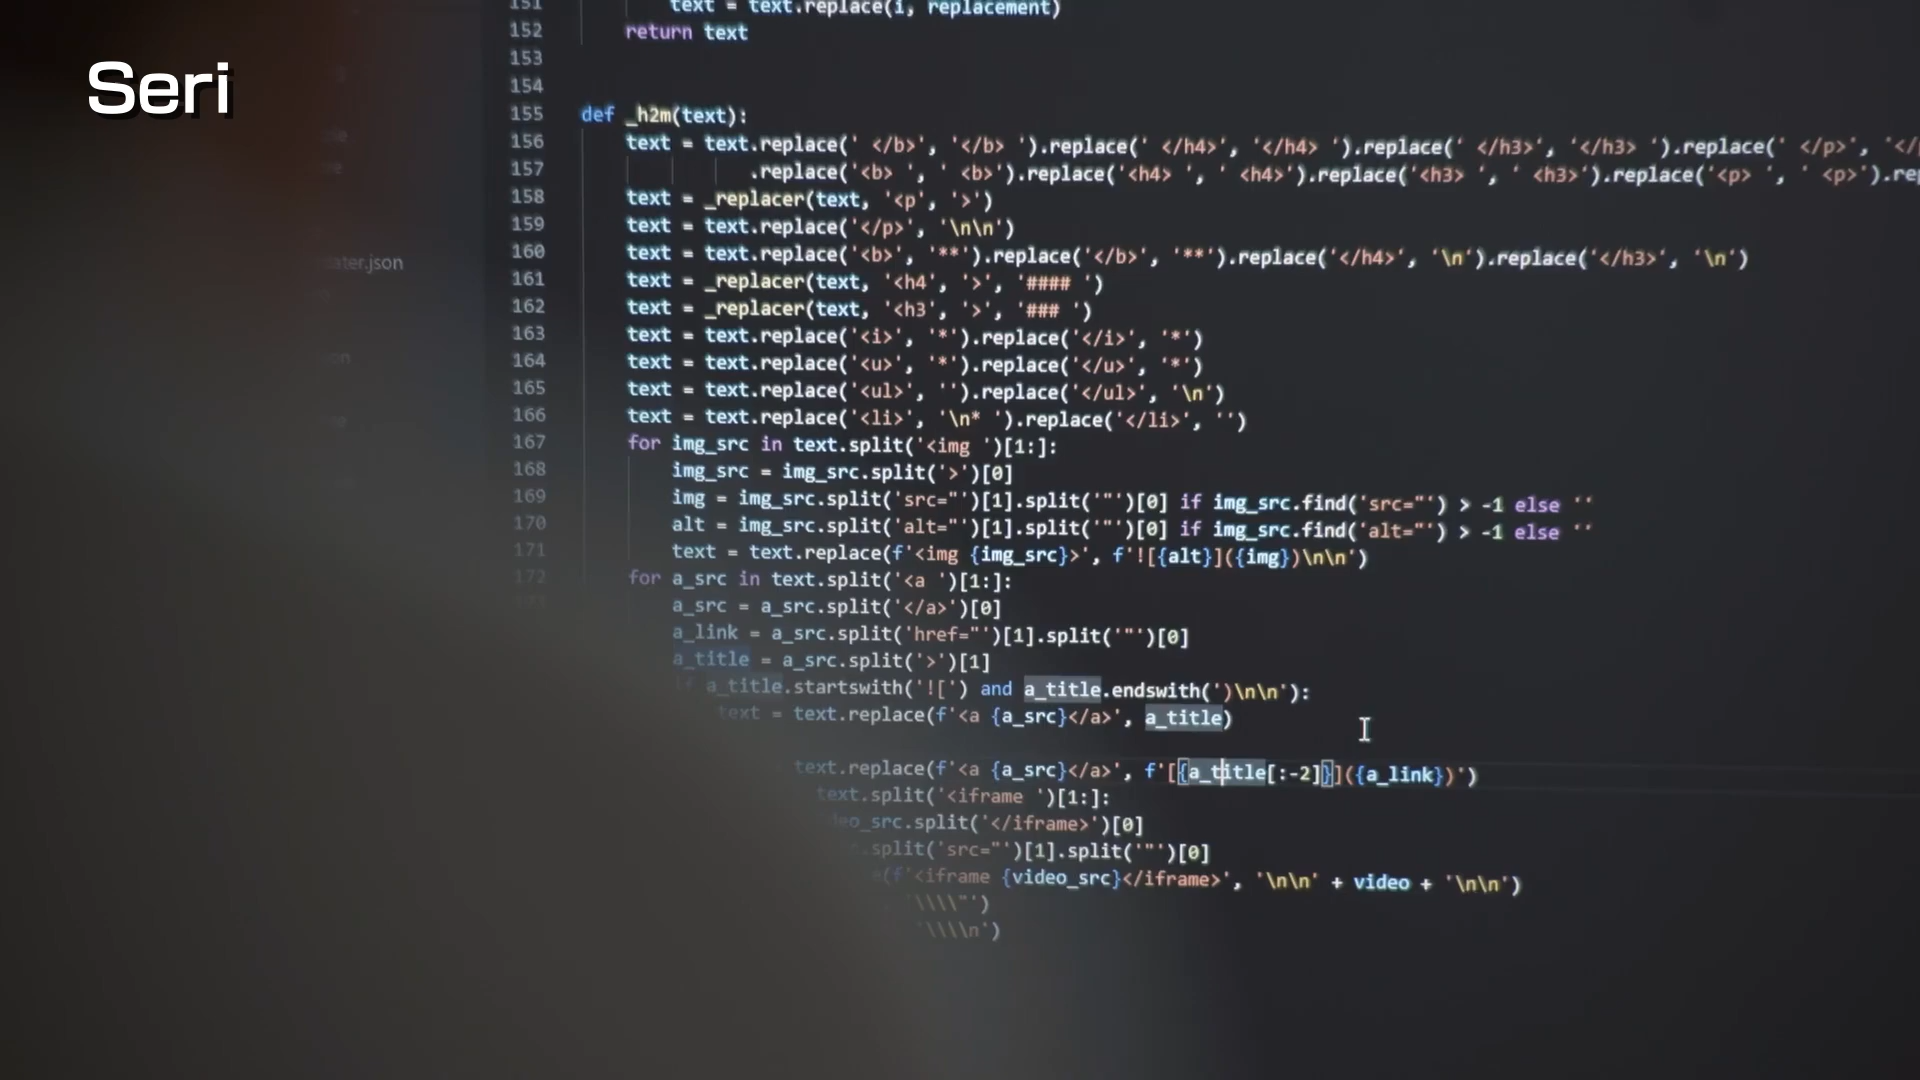 Seri
151 text = text.replace(i, replacement)
152 return text
153
154
155 def _h2m(text):
156 text = text.replace(' </b>', '</b> ').replace(' </h4>', '</h4> ').replace(' </h3>', '</h3> ').replace(' </p>', '</
157 .replace('<b> ', ' <b>').replace('<h4> ', ' <h4>').replace('<h3> ', ' <h3>').replace('<p> ', ' <p>').re
158 text = _replacer(text, '<p', '>')
159 text = text.replace('</p>', '\n\n')
160 text = text.replace('<b>', '**').replace('</b>', '**').replace('</h4>', '\n').replace('</h3>', '\n')
161 text = _replacer(text, '<h4', '>', '#### ')
162 text = _replacer(text, '<h3', '>', '### ')
163 text = text.replace('<i>', '*').replace('</i>', '*')
164 text = text.replace('<u>', '*').replace('</u>', '*')
165 text = text.replace('<ul>', '').replace('</ul>', '\n')
166 text = text.replace('<li>', '\n* ').replace('</li>', '')
167 for img_src in text.split('<img ')[1:]:
168 img_src = img_src.split('>')[0]
169 img = img_src.split('src="')[1].split('"')[0] if img_src.find('src="') > -1 else ''
170 alt = img_src.split('alt="')[1].split('"')[0] if img_src.find('alt="') > -1 else ''
171 text = text.replace(f'<img {img_src}>', f'![{alt}]({img})\n\n')
172 for a_src in text.split('<a ')[1:]:
a_src = a_src.split('</a>')[0]
a_link = a_src.split('href="')[1].split('"')[0]
a_title = a_src.split('>')[1]
if a_title.startswith('![') and a_title.endswith(')\n\n'):
text = text.replace(f'<a {a_src}</a>', a_title)
text.replace(f'<a {a_src}</a>', f'[{a_title[:-2]}]({a_link})')
text.split('<iframe ')[1:]:
eo_src.split('</iframe>')[0]
.split('src="')[1].split('"')[0]
e(f'<iframe {video_src}</iframe>', '\n\n' + video + '\n\n')
'\\\\"')
'\\\\n')
ater.json